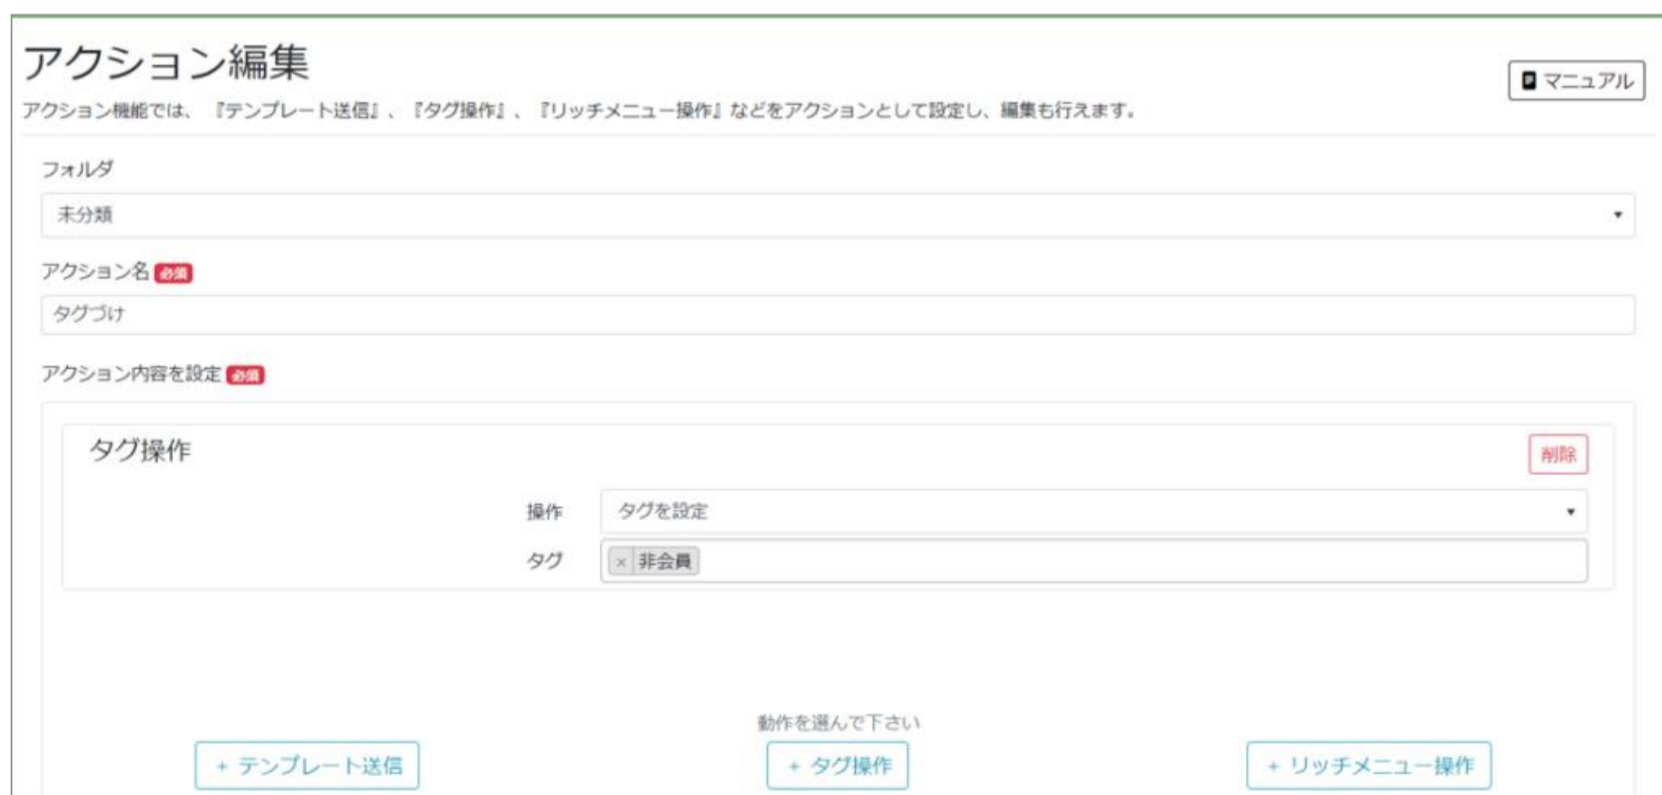 アクション編集
マニュアル
アクション機能では、『テンプレート送信』、『タグ操作』、『リッチメニュー操作』などをアクションとして設定し、編集も行えます。
フォルダ
未分類
アクション名 必須
タグづけ
アクション内容を設定 必須
タグ操作
削除
操作 タグを設定
タグ × 非会員
動作を選んで下さい
+ テンプレート送信 + タグ操作 + リッチメニュー操作